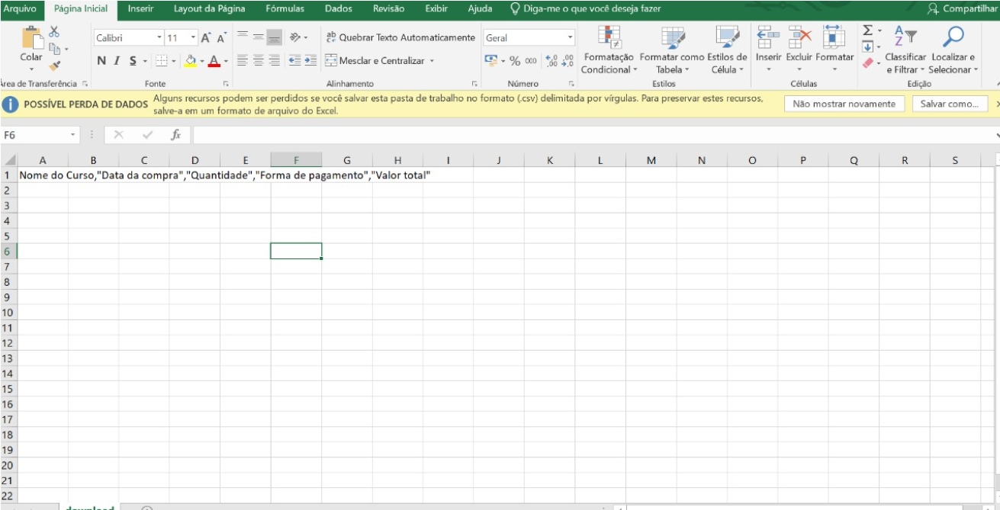 Arquivo Página Inicial Inserir Layout da Página Fórmulas Dados Revisão Exibir Ajuda Diga-me o que você deseja fazer Compartilhar
Calibri 11 A A ab Quebrar Texto Automaticamente Geral
Colar N I S A Mesclar e Centralizar % 000 ,00 ,00 Formatação Condicional Formatar como Tabela Estilos de Célula Inserir Excluir Formatar Σ Classificar e Filtrar Localizar e Selecionar
Área de Transferência Fonte Alinhamento Número Estilos Células Edição
POSSÍVEL PERDA DE DADOS Alguns recursos podem ser perdidos se você salvar esta pasta de trabalho no formato (.csv) delimitada por vírgulas. Para preservar estes recursos,
salve-a em um formato de arquivo do Excel.
Não mostrar novamente Salvar como...
F6 fx
A B C D E F G H I J K L M N O P Q R S
1 Nome do Curso,"Data da compra","Quantidade","Forma de pagamento","Valor total"
2
3
4
5
6
7
8
9
10
11
12
13
14
15
16
17
18
19
20
21
22
download